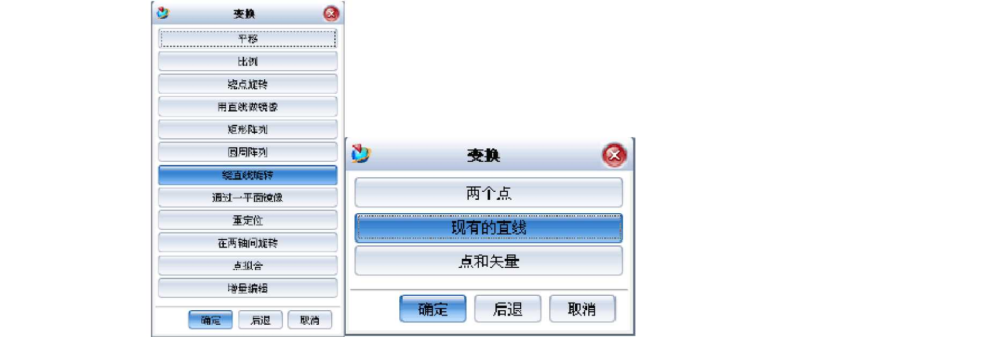 变换
平移
比例
绕点旋转
用直线做镜像
矩形阵列
圆周阵列
绕直线旋转
通过一平面镜像
重定位
在两轴间旋转
点拟合
增量编辑
确定 后退 取消
变换
两个点
现有的直线
点和矢量
确定 后退 取消